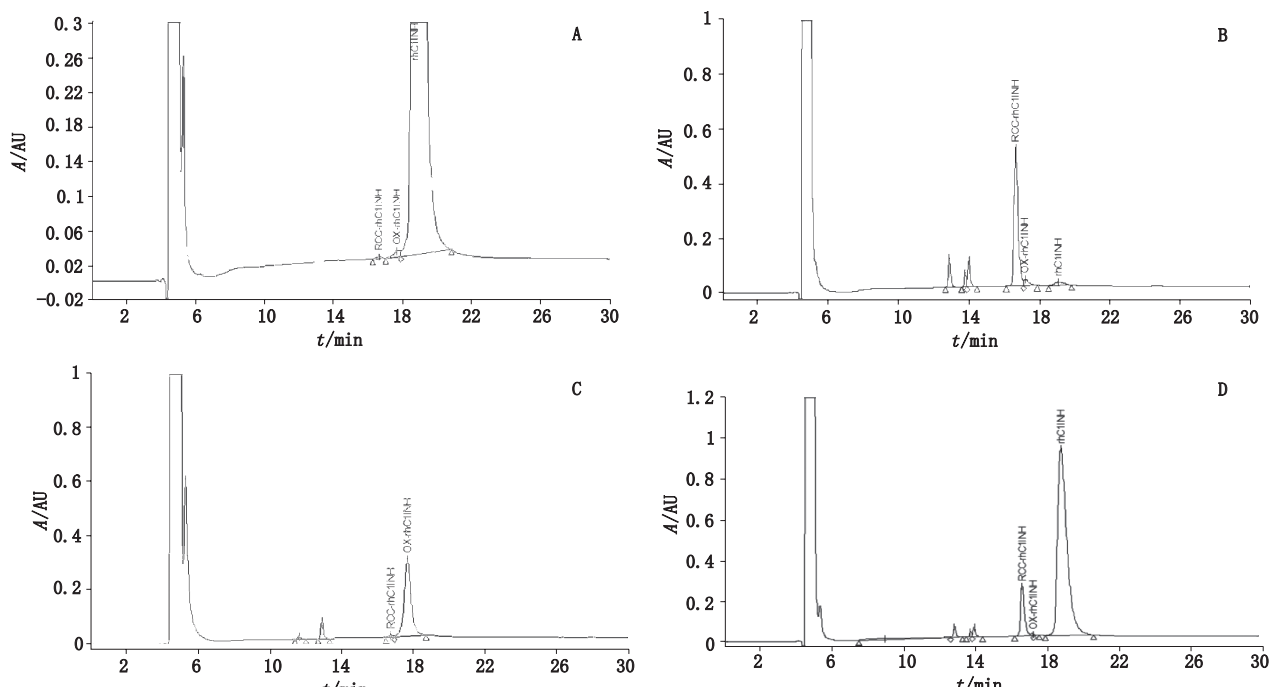 A
A/AU
0.3
0.26
0.22
0.18
0.14
0.1
0.06
0.02
-0.02
RCC-rhC1INH
OX-rhC1INH
rhC1INH
2 6 10 14 18 22 26 30
t/min
B
A/AU
1
0.8
0.6
0.4
0.2
0
RCC-rhC1INH
OX-rhC1INH
rhC1INH
2 6 10 14 18 22 26 30
t/min
C
A/AU
1
0.8
0.6
0.4
0.2
0
RCC-rhC1INH
OX-rhC1INH
2 6 10 14 18 22 26 30
t/min
D
A/AU
1.2
1
0.8
0.6
0.4
0.2
0
RCC-rhC1INH
OX-rhC1INH
rhC1INH
2 6 10 14 18 22 26 30
t/min